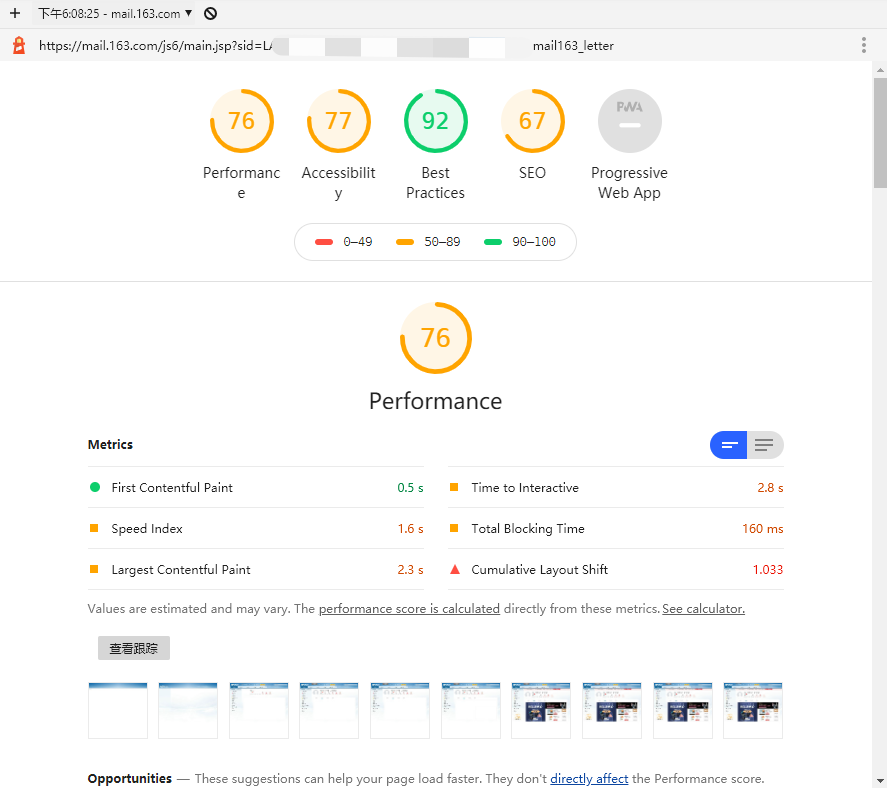 下午6:08:25 - mail.163.com
https://mail.163.com/js6/main.jsp?sid=LA
mail163_letter
76
77
92
67
PWA
Performanc
e
Accessibilit
y
Best
Practices
SEO
Progressive
Web App
0–49
50–89
90–100
76
Performance
Metrics
First Contentful Paint 0.5 s
Time to Interactive 2.8 s
Speed Index 1.6 s
Total Blocking Time 160 ms
Largest Contentful Paint 2.3 s
Cumulative Layout Shift 1.033
Values are estimated and may vary. The performance score is calculated directly from these metrics. See calculator.
查看跟踪
Opportunities — These suggestions can help your page load faster. They don't directly affect the Performance score.